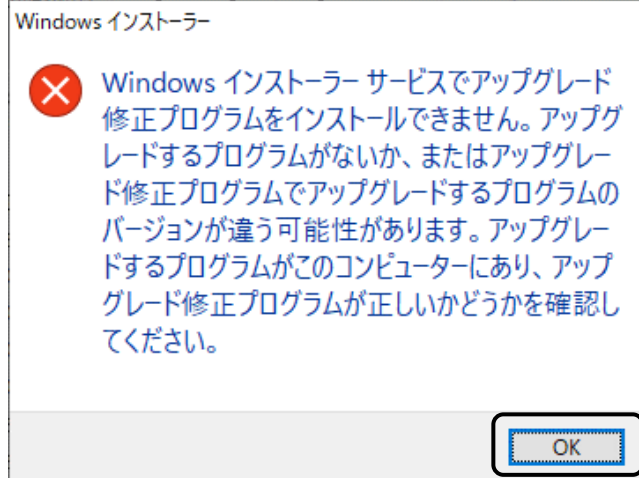 Windows インストーラー
Windows インストーラー サービスでアップグレード
修正プログラムをインストールできません。アップグ
レードするプログラムがないか、またはアップグレー
ド修正プログラムでアップグレードするプログラムの
バージョンが違う可能性があります。アップグレー
ドするプログラムがこのコンピューターにあり、アップ
グレード修正プログラムが正しいかどうかを確認し
てください。
OK